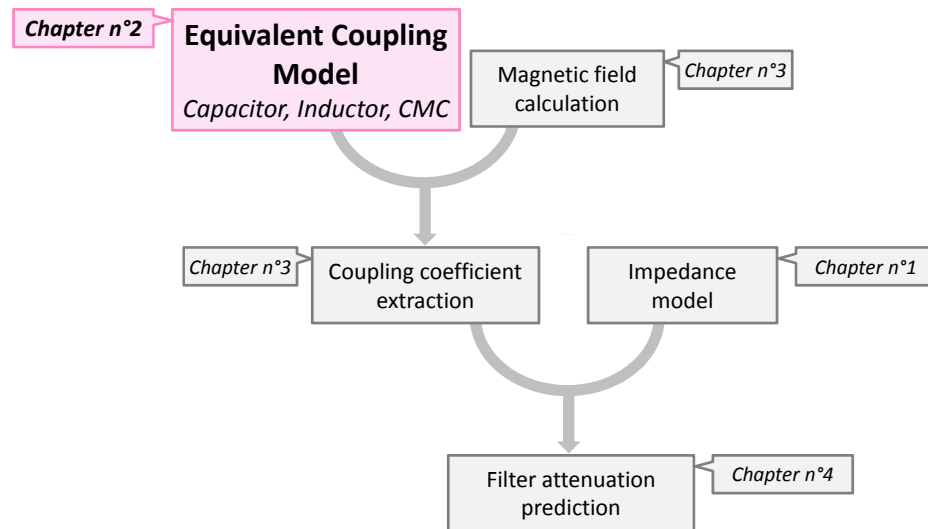 Chapter n°2
Equivalent Coupling
Model
Capacitor, Inductor, CMC
Magnetic field
calculation
Chapter n°3
Chapter n°3
Coupling coefficient
extraction
Impedance
model
Chapter n°1
Filter attenuation
prediction
Chapter n°4